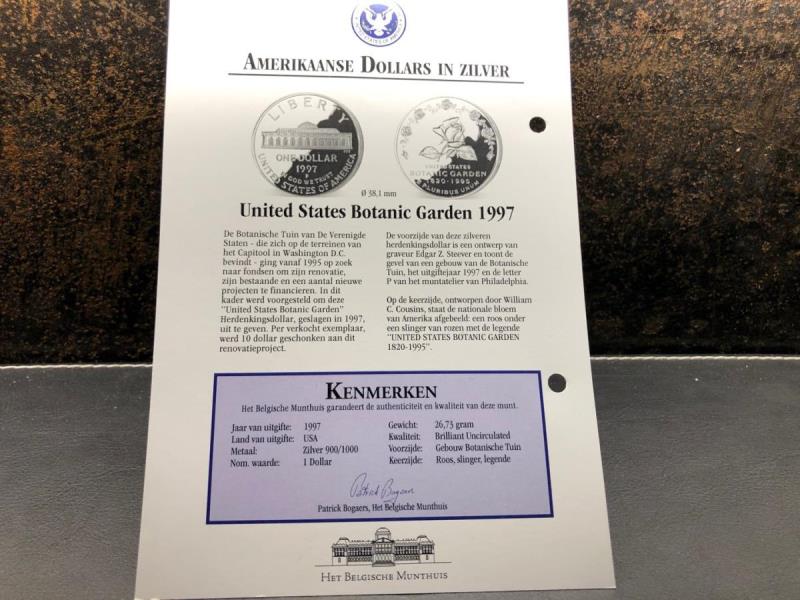 AMERIKAANSE DOLLARS IN ZILVER
LIBERTY
ONE DOLLAR
1997
P
IN GOD WE TRUST
UNITED STATES OF AMERICA
UNITED STATES
BOTANIC GARDEN
1820-1995
E PLURIBUS UNUM
Ø 38,1 mm
United States Botanic Garden 1997
De Botanische Tuin van De Verenigde
Staten - die zich op de terreinen van
het Capitool in Washington D.C.
bevindt - ging vanaf 1995 op zoek
naar fondsen om zijn renovatie,
zijn bestaande en een aantal nieuwe
projecten te financieren. In dit
kader werd voorgesteld om deze
"United States Botanic Garden"
Herdenkingsdollar, geslagen in 1997,
uit te geven. Per verkocht exemplaar,
werd 10 dollar geschonken aan dit
renovatieproject.
De voorzijde van deze zilveren
herdenkingsdollar is een ontwerp van
graveur Edgar Z. Steever en toont de
gevel van een gebouw van de Botanische
Tuin, het uitgiftejaar 1997 en de letter
P van het muntatelier van Philadelphia.
Op de keerzijde, ontworpen door William
C. Cousins, staat de nationale bloem
van Amerika afgebeeld: een roos onder
een slinger van rozen met de legende
"UNITED STATES BOTANIC GARDEN
1820-1995".
KENMERKEN
Het Belgische Munthuis garandeert de authenticiteit en kwaliteit van deze munt.
Jaar van uitgifte: 1997
Land van uitgifte: USA
Metaal: Zilver 900/1000
Nom. waarde: 1 Dollar
Gewicht: 26,73 gram
Kwaliteit: Brilliant Uncirculated
Voorzijde: Gebouw Botanische Tuin
Keerzijde: Roos, slinger, legende
Patrick Bogaers
Patrick Bogaers, Het Belgische Munthuis
HET BELGISCHE MUNTHUIS